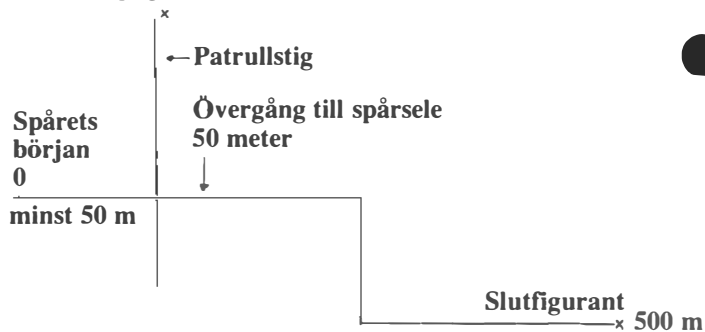 x
Patrullstig
Övergång till spårsele
50 meter
Spårets
början
0
minst 50 m
Slutfigurant
x 500 m